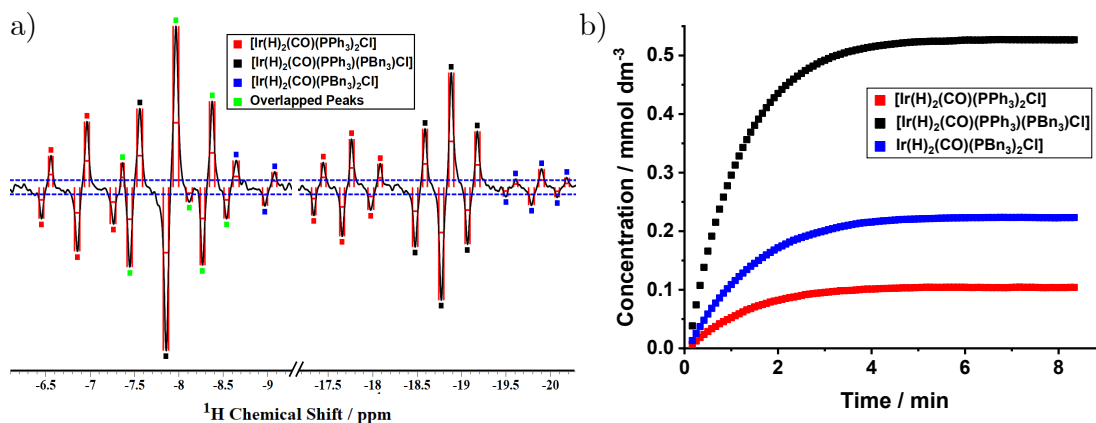 a)
[Ir(H)₂(CO)(PPh₃)₂Cl]
[Ir(H)₂(CO)(PPh₃)(PBn₃)Cl]
[Ir(H)₂(CO)(PBn₃)₂Cl]
Overlapped Peaks
-6.5 -7 -7.5 -8 -8.5 -9 -17.5 -18 -18.5 -19 -19.5 -20
¹H Chemical Shift / ppm
b)
Concentration / mmol dm⁻³
0.5
0.4
0.3
0.2
0.1
0.0
[Ir(H)₂(CO)(PPh₃)₂Cl]
[Ir(H)₂(CO)(PPh₃)(PBn₃)Cl]
Ir(H)₂(CO)(PBn₃)₂Cl]
0 2 4 6 8
Time / min